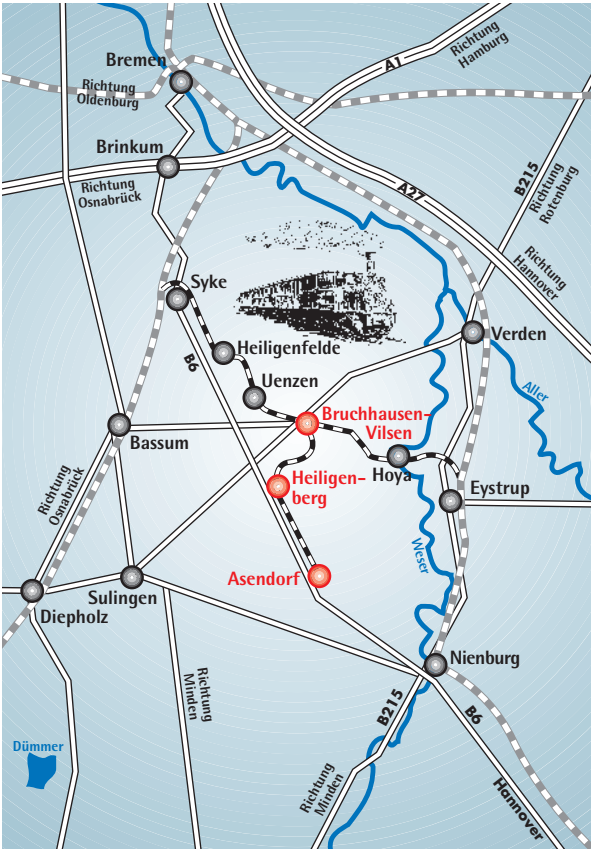 Bremen
Richtung
Oldenburg
A1
Richtung
Hamburg
Brinkum
Richtung
Osnabrück
A27
B215
Richtung
Rotenburg
Richtung
Hannover
Syke
B6
Heiligenfelde
Verden
Uenzen
Aller
Bruchhausen-
Vilsen
Bassum
Hoya
Richtung
Osnabrück
Heiligen-
berg
Eystrup
Weser
Asendorf
Sulingen
Diepholz
Nienburg
Richtung
Minden
B215
B6
Dümmer
Richtung
Minden
Hannover